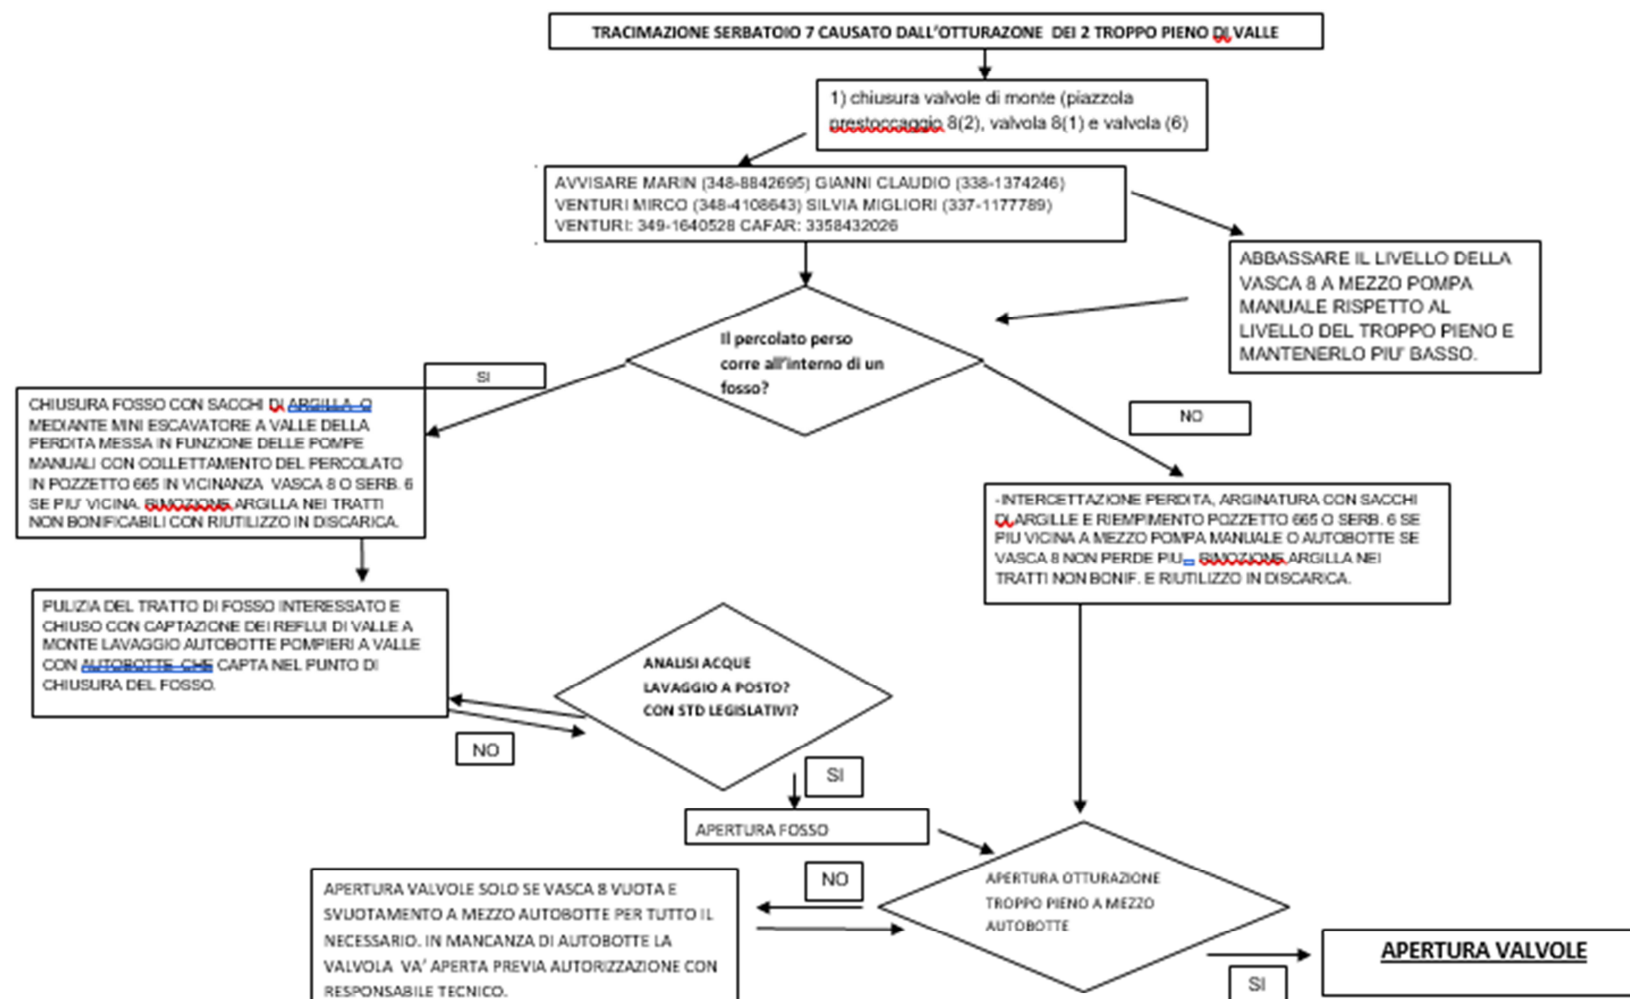 TRACIMAZIONE SERBATOIO 7 CAUSATO DALL'OTTURAZONE DEI 2 TROPPO PIENO DI VALLE
1) chiusura valvole di monte (piazzola
prestoccaggio 8(2), valvola 8(1) e valvola (6)
AVVISARE MARIN (348-8842695) GIANNI CLAUDIO (338-1374246)
VENTURI MIRCO (348-4108643) SILVIA MIGLIORI (337-1177789)
VENTURI: 349-1640528 CAFAR: 3358432026
ABBASSARE IL LIVELLO DELLA
VASCA 8 A MEZZO POMPA
MANUALE RISPETTO AL
LIVELLO DEL TROPPO PIENO E
MANTENERLO PIU' BASSO.
Il percolato perso
corre all'interno di un
fosso?
SI
NO
CHIUSURA FOSSO CON SACCHI DI ARGILLA O
MEDIANTE MINI ESCAVATORE A VALLE DELLA
PERDITA MESSA IN FUNZIONE DELLE POMPE
MANUALI CON COLLETTAMENTO DEL PERCOLATO
IN POZZETTO 665 IN VICINANZA VASCA 8 O SERB. 6
SE PIU' VICINA. RIMOZIONE ARGILLA NEI TRATTI
NON BONIFICABILI CON RIUTILIZZO IN DISCARICA.
-INTERCETTAZIONE PERDITA, ARGINATURA CON SACCHI
DI ARGILLE E RIEMPIMENTO POZZETTO 665 O SERB. 6 SE
PIU VICINA A MEZZO POMPA MANUALE O AUTOBOTTE SE
VASCA 8 NON PERDE PIU. RIMOZIONE ARGILLA NEI
TRATTI NON BONIF. E RIUTILIZZO IN DISCARICA.
PULIZIA DEL TRATTO DI FOSSO INTERESSATO E
CHIUSO CON CAPTAZIONE DEI REFLUI DI VALLE A
MONTE LAVAGGIO AUTOBOTTE POMPIERI A VALLE
CON AUTOBOTTE CHE CAPTA NEL PUNTO DI
CHIUSURA DEL FOSSO.
ANALISI ACQUE
LAVAGGIO A POSTO?
CON STD LEGISLATIVI?
NO
SI
APERTURA FOSSO
NO
APERTURA OTTURAZIONE
TROPPO PIENO A MEZZO
AUTOBOTTE
APERTURA VALVOLE SOLO SE VASCA 8 VUOTA E
SVUOTAMENTO A MEZZO AUTOBOTTE PER TUTTO IL
NECESSARIO. IN MANCANZA DI AUTOBOTTE LA
VALVOLA VA' APERTA PREVIA AUTORIZZAZIONE CON
RESPONSABILE TECNICO.
APERTURA VALVOLE
SI